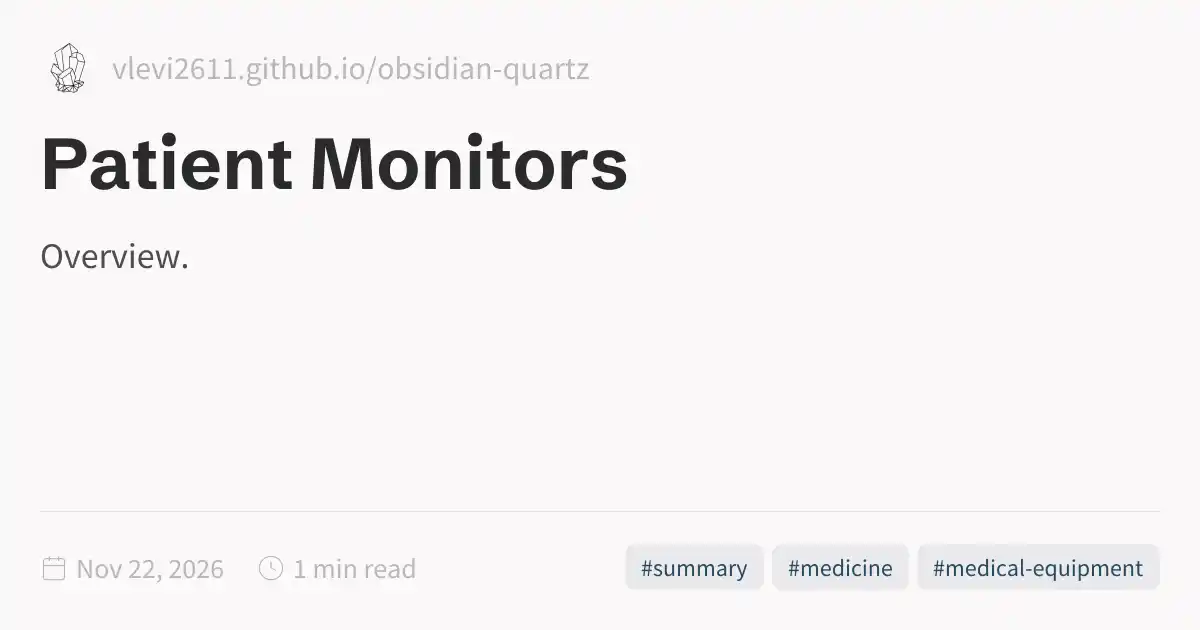 vlevi2611.github.io/obsidian-quartz
Patient Monitors
Overview.
Nov 22, 2026 1 min read #summary #medicine #medical-equipment